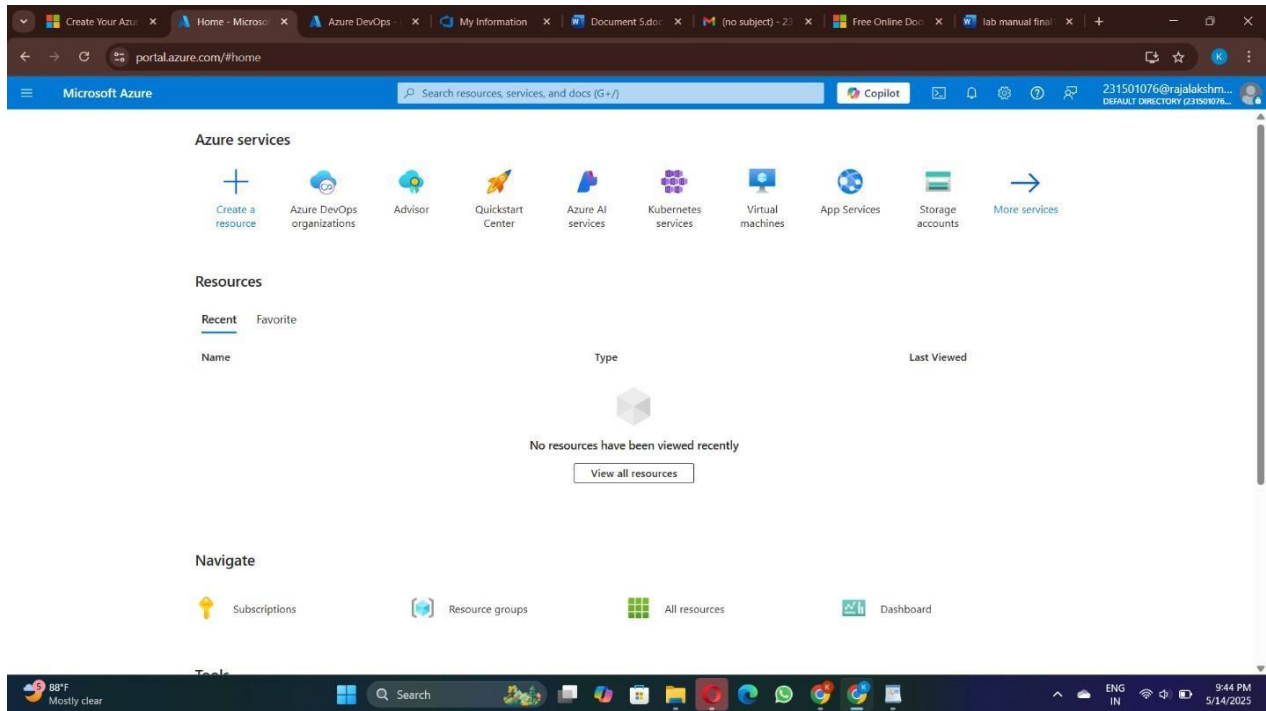 Create Your Azur
Home - Microsof
Azure DevOps -
My Information
Document 5.doc
(no subject) - 23
Free Online Doc
lab manual final
portal.azure.com/#home
K
Microsoft Azure
Search resources, services, and docs (G+/)
Copilot
231501076@rajalakshm...
DEFAULT DIRECTORY (231501076...
Azure services
Create a resource
Azure DevOps organizations
Advisor
Quickstart Center
Azure AI services
Kubernetes services
Virtual machines
App Services
Storage accounts
More services
Resources
Recent Favorite
Name Type Last Viewed
No resources have been viewed recently
View all resources
Navigate
Subscriptions
Resource groups
All resources
Dashboard
Tools
5
88°F
Mostly clear
Search
ENG
IN
9:44 PM
5/14/2025